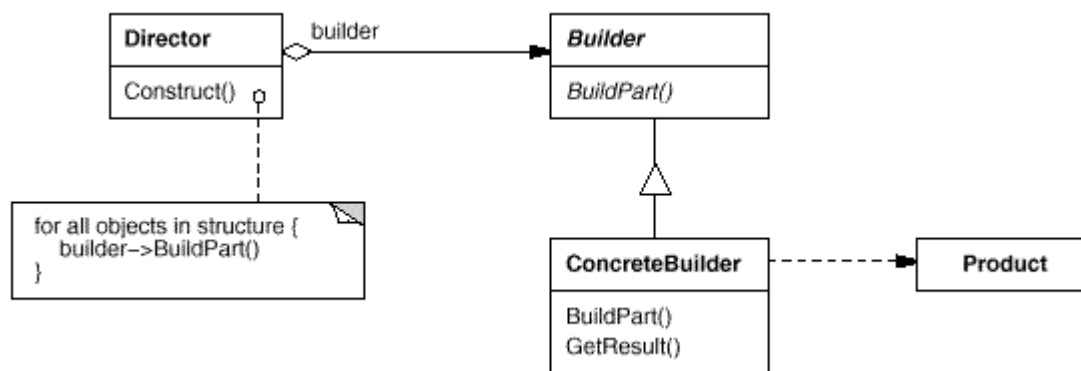 Director
Construct()
builder
Builder
BuildPart()
for all objects in structure {
builder->BuildPart()
}
ConcreteBuilder
BuildPart()
GetResult()
Product